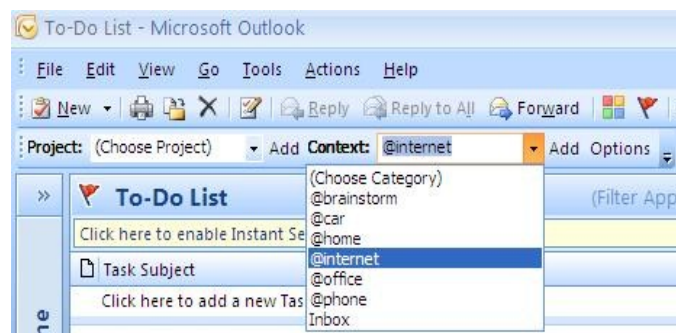 To-Do List - Microsoft Outlook
File Edit View Go Tools Actions Help
New Reply Reply to All Forward
Project: (Choose Project) Add Context: @internet Add Options
(Choose Category)
@brainstorm
@car
@home
@internet
@office
@phone
Inbox
To-Do List (Filter App
Click here to enable Instant Se
Task Subject
Click here to add a new Tas